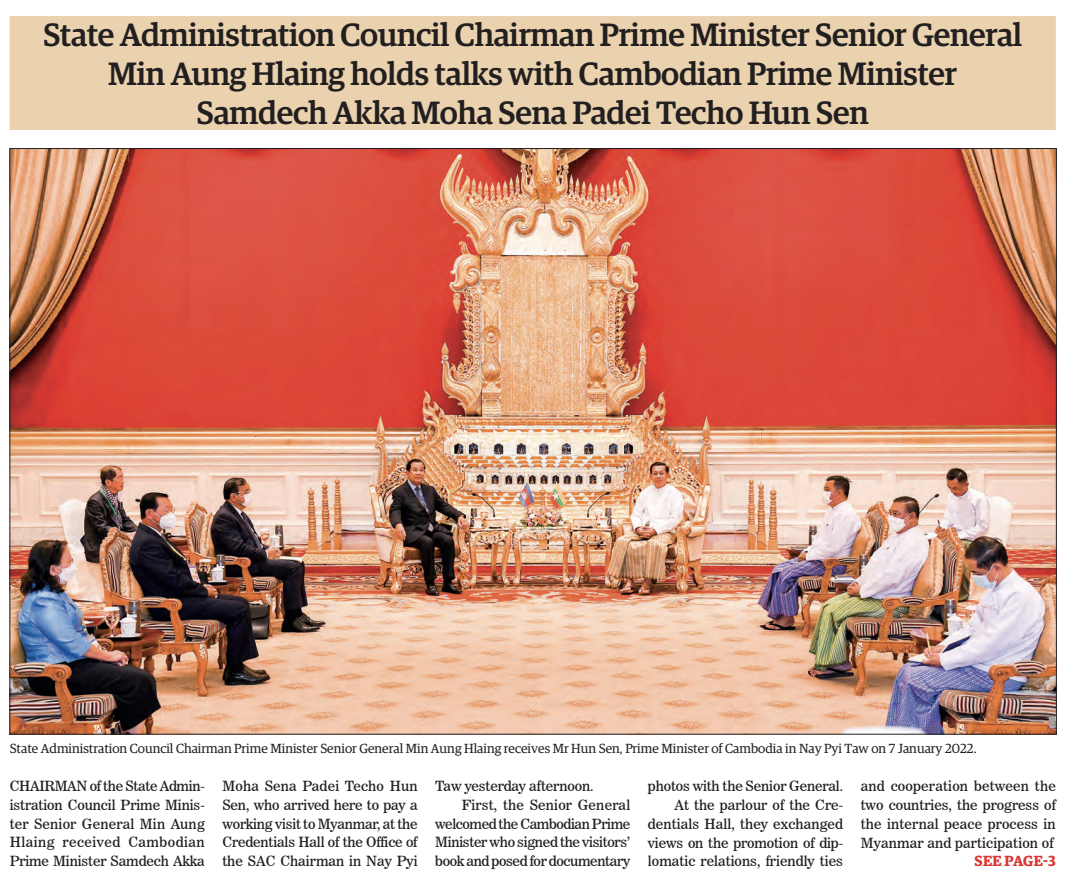 State Administration Council Chairman Prime Minister Senior General
Min Aung Hlaing holds talks with Cambodian Prime Minister
Samdech Akka Moha Sena Padei Techo Hun Sen
State Administration Council Chairman Prime Minister Senior General Min Aung Hlaing receives Mr Hun Sen, Prime Minister of Cambodia in Nay Pyi Taw on 7 January 2022.
CHAIRMAN of the State Admin-
istration Council Prime Minis-
ter Senior General Min Aung
Hlaing received Cambodian
Prime Minister Samdech Akka
Moha Sena Padei Techo Hun
Sen, who arrived here to pay a
working visit to Myanmar, at the
Credentials Hall of the Office of
the SAC Chairman in Nay Pyi
Taw yesterday afternoon.
First, the Senior General
welcomed the Cambodian Prime
Minister who signed the visitors'
book and posed for documentary
photos with the Senior General.
At the parlour of the Cre-
dentials Hall, they exchanged
views on the promotion of dip-
lomatic relations, friendly ties
and cooperation between the
two countries, the progress of
the internal peace process in
Myanmar and participation of
SEE PAGE-3